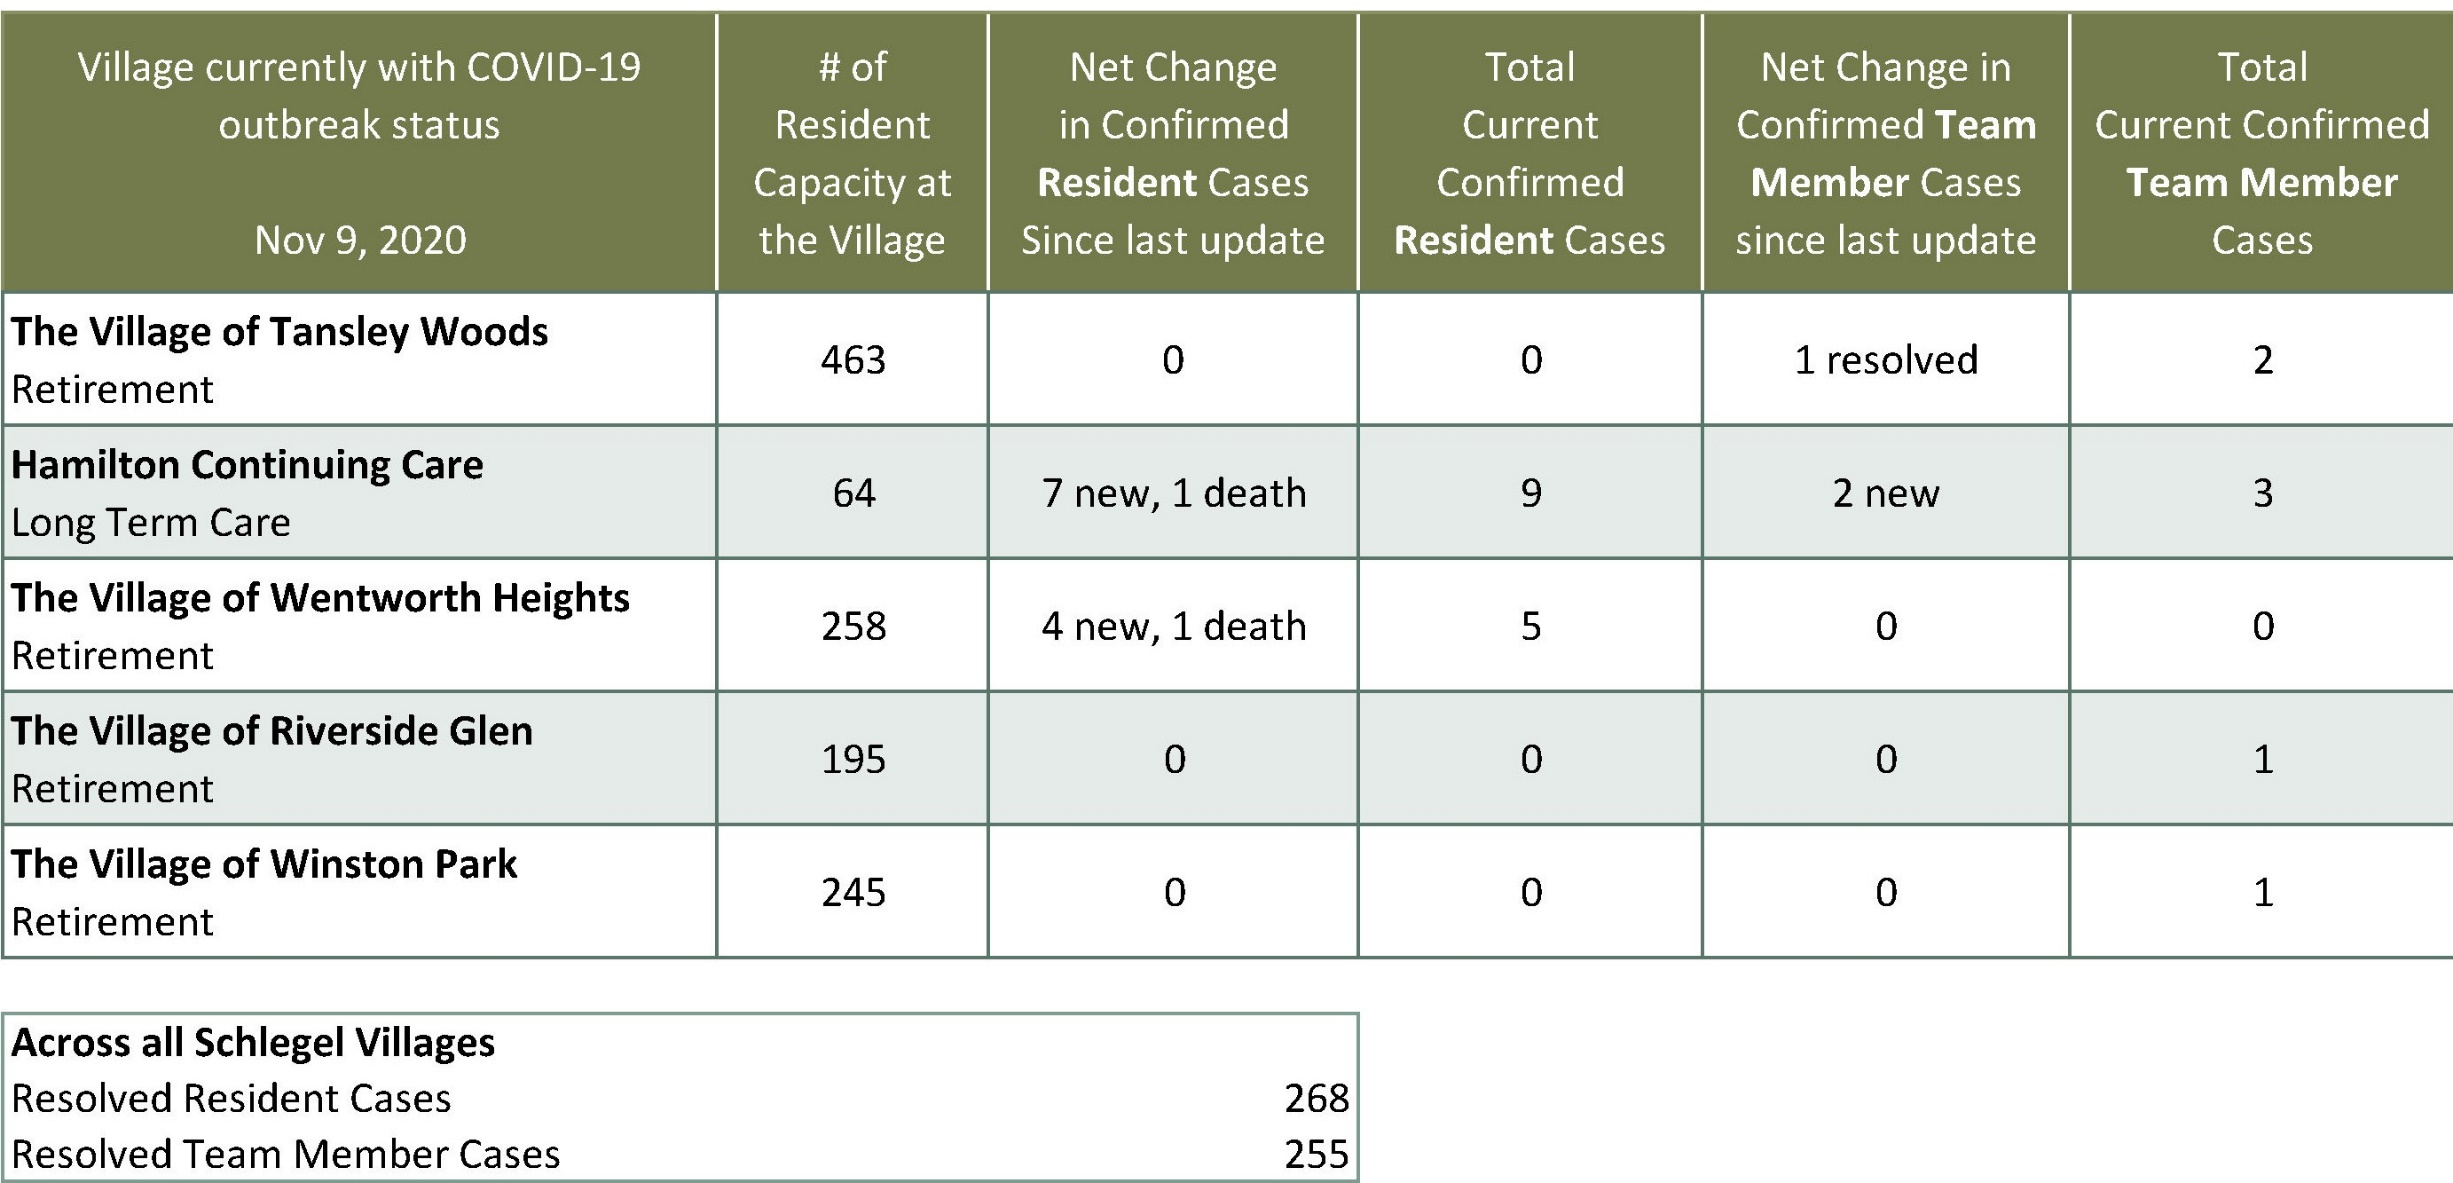 Village currently with COVID-19
outbreak status
Nov 9, 2020
# of
Resident
Capacity at
the Village
Net Change
in Confirmed
Resident Cases
Since last update
Total
Current
Confirmed
Resident Cases
Net Change in
Confirmed Team
Member Cases
since last update
Total
Current Confirmed
Team Member
Cases
The Village of Tansley Woods
Retirement
463
0
0
1 resolved
2
Hamilton Continuing Care
Long Term Care
64
7 new, 1 death
9
2 new
3
The Village of Wentworth Heights
Retirement
258
4 new, 1 death
5
0
0
The Village of Riverside Glen
Retirement
195
0
0
0
1
The Village of Winston Park
Retirement
245
0
0
0
1
Across all Schlegel Villages
Resolved Resident Cases 268
Resolved Team Member Cases 255